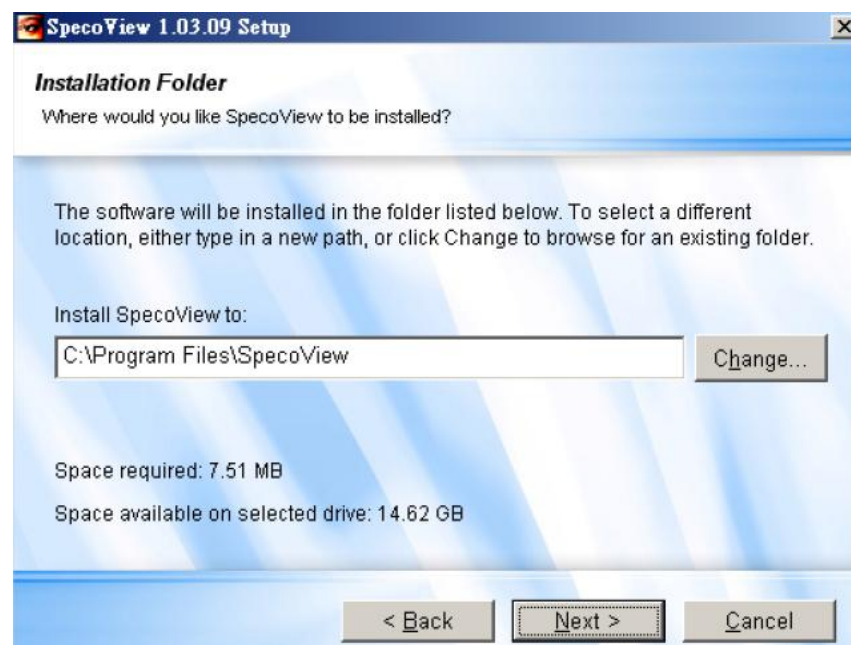 SpecoView 1.03.09 Setup
Installation Folder
Where would you like SpecoView to be installed?
The software will be installed in the folder listed below. To select a different
location, either type in a new path, or click Change to browse for an existing folder.
Install SpecoView to:
C:\Program Files\SpecoView
Change...
Space required: 7.51 MB
Space available on selected drive: 14.62 GB
< Back
Next >
Cancel